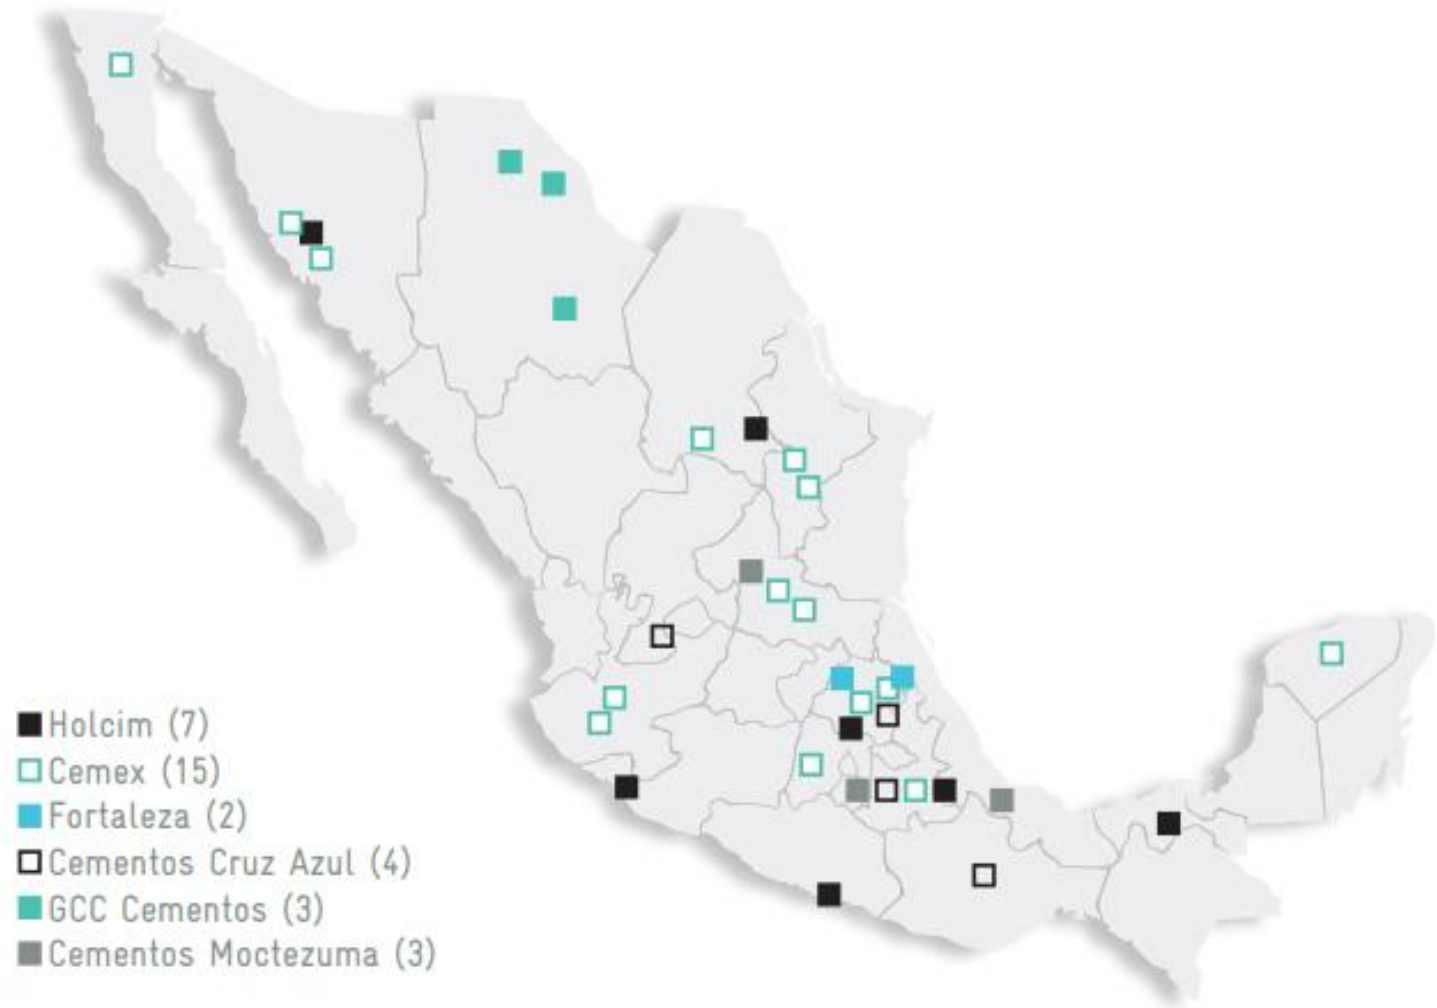 Holcim (7)
Cemex (15)
Fortaleza (2)
Cementos Cruz Azul (4)
GCC Cementos (3)
Cementos Moctezuma (3)